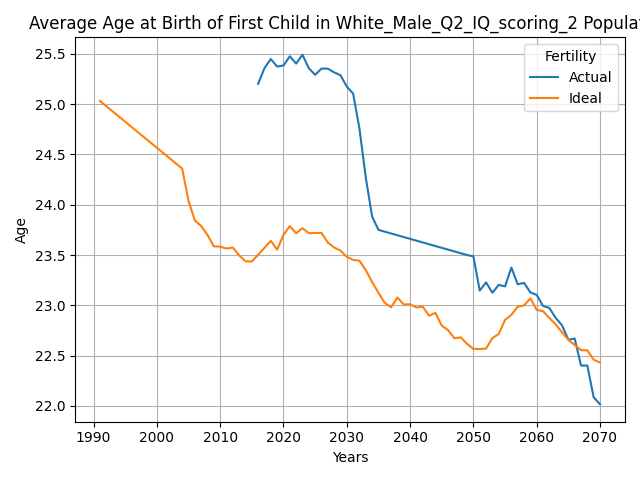 Average Age at Birth of First Child in White_Male_Q2_IQ_scoring_2 Populat
Fertility
Actual
Ideal
25.5
25.0
24.5
24.0
23.5
23.0
22.5
22.0
Age
1990 2000 2010 2020 2030 2040 2050 2060 2070
Years